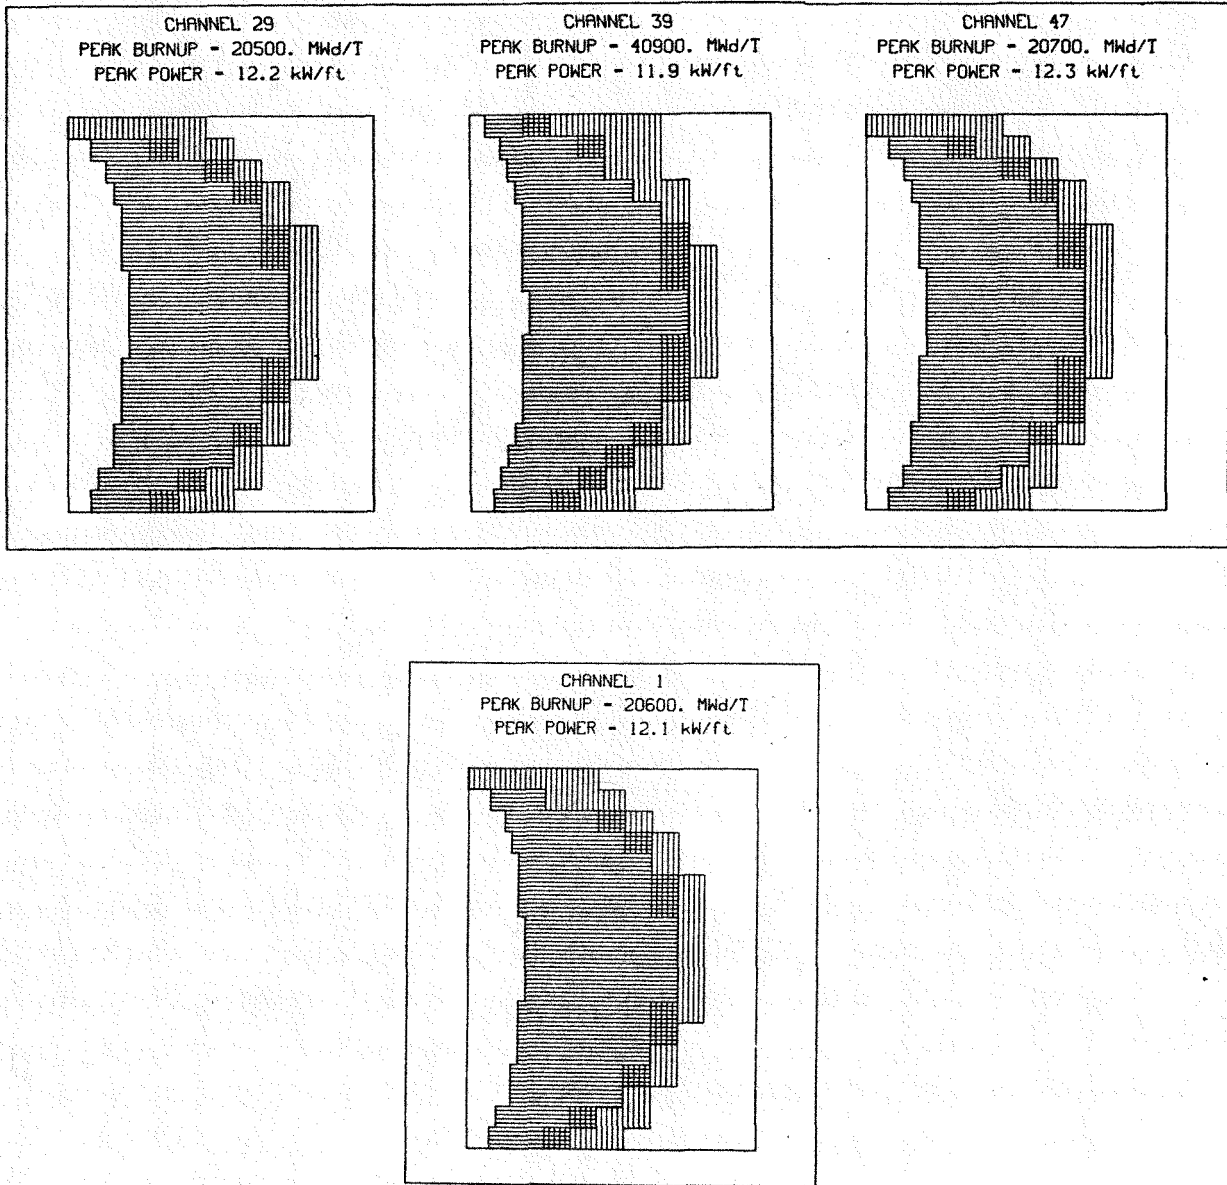 CHANNEL 29
PEAK BURNUP - 20500. MWd/T
PEAK POWER - 12.2 kW/ft
CHANNEL 39
PEAK BURNUP - 40900. MWd/T
PEAK POWER - 11.9 kW/ft
CHANNEL 47
PEAK BURNUP - 20700. MWd/T
PEAK POWER - 12.3 kW/ft
CHANNEL 1
PEAK BURNUP - 20600. MWd/T
PEAK POWER - 12.1 kW/ft